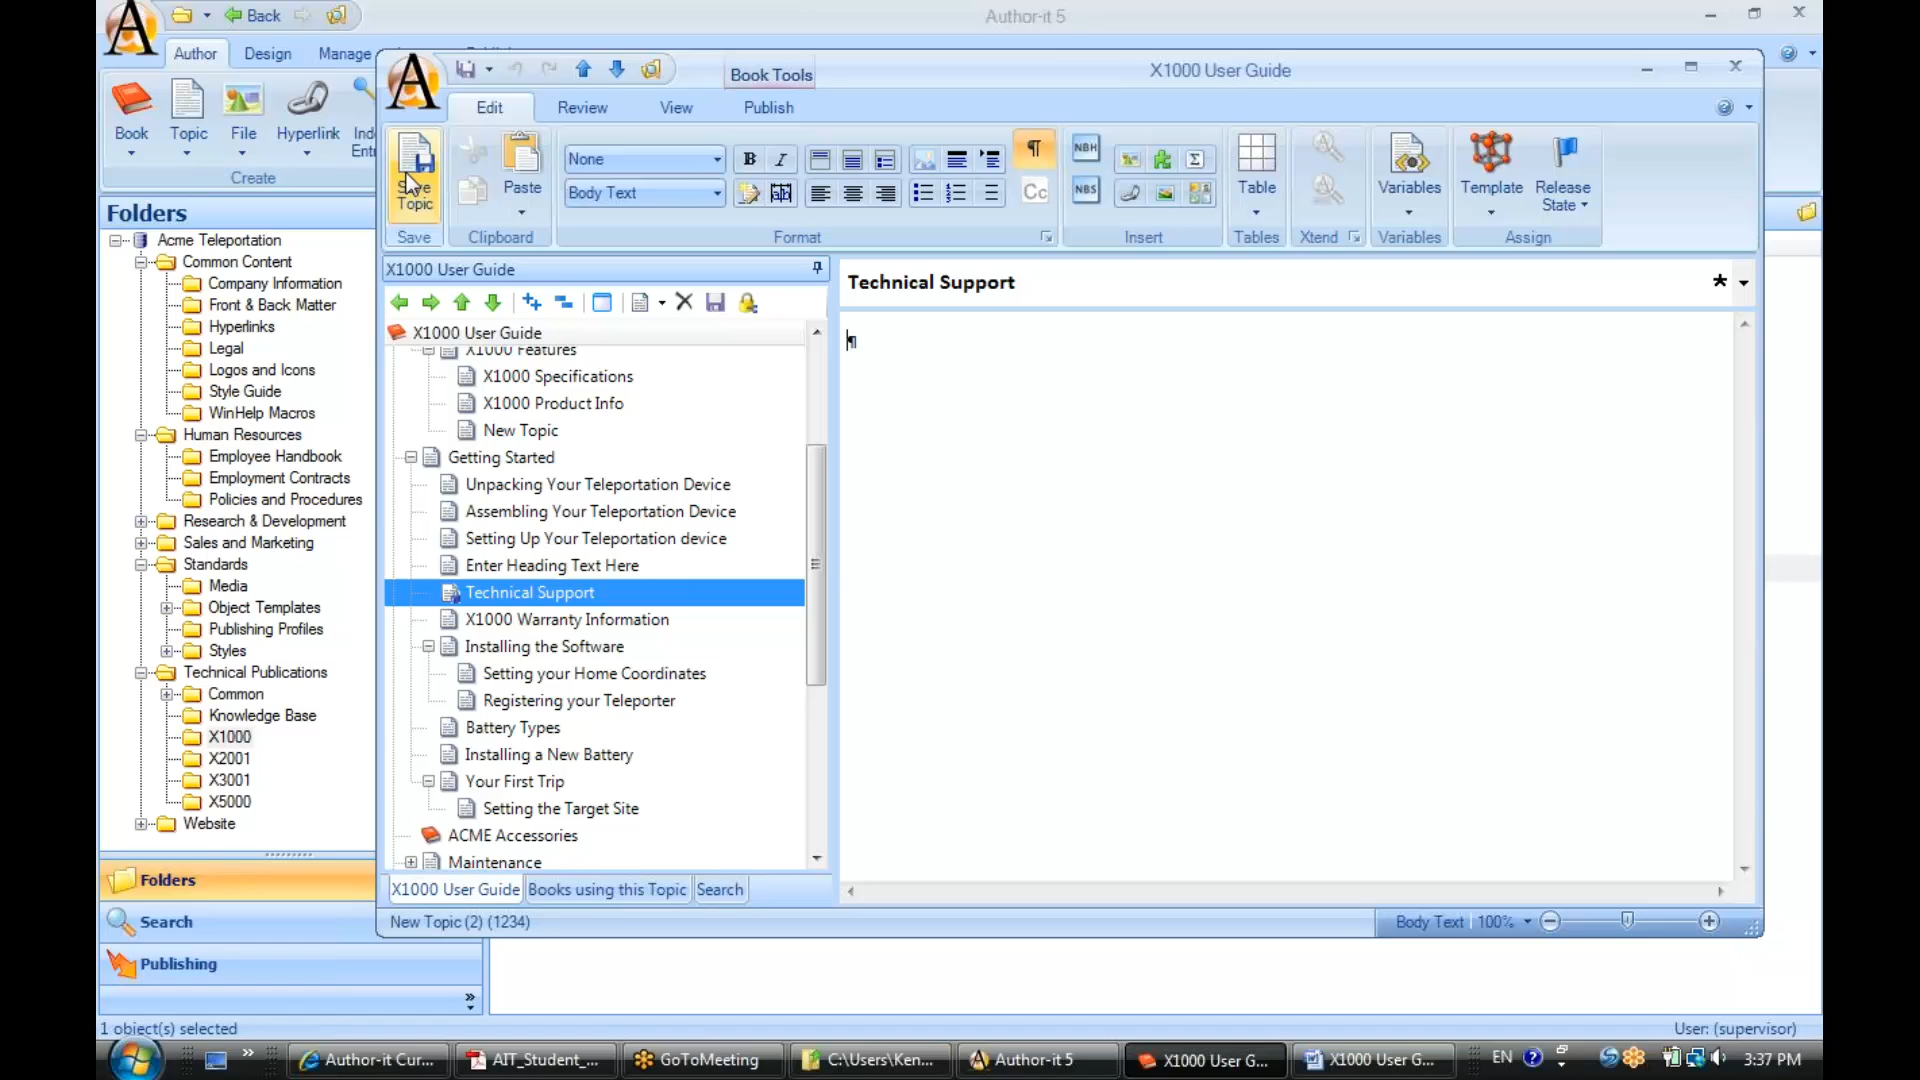 Back
Author-it 5
Author
Design
Manage
Book
Topic
File
Hyperlink
Create
Book Tools
X1000 User Guide
Edit
Review
View
Publish
Save Topic
Save
Paste
Clipboard
None
Body Text
B I
Format
¶
Cc
NBH
NBS
Σ
Insert
Table
Tables
Xtend
Variables
Variables
Template
Release State
Assign
Folders
Acme Teleportation
Common Content
Company Information
Front & Back Matter
Hyperlinks
Legal
Logos and Icons
Style Guide
WinHelp Macros
Human Resources
Employee Handbook
Employment Contracts
Policies and Procedures
Research & Development
Sales and Marketing
Standards
Media
Object Templates
Publishing Profiles
Styles
Technical Publications
Common
Knowledge Base
X1000
X2001
X3001
X5000
Website
Folders
Search
Publishing
1 object(s) selected
X1000 User Guide
X1000 User Guide
X1000 Features
X1000 Specifications
X1000 Product Info
New Topic
Getting Started
Unpacking Your Teleportation Device
Assembling Your Teleportation Device
Setting Up Your Teleportation device
Enter Heading Text Here
Technical Support
X1000 Warranty Information
Installing the Software
Setting your Home Coordinates
Registering your Teleporter
Battery Types
Installing a New Battery
Your First Trip
Setting the Target Site
ACME Accessories
Maintenance
X1000 User Guide
Books using this Topic
Search
New Topic (2) (1234)
Technical Support
*
¶
Body Text 100%
User: (supervisor)
Author-it Cur...
AIT_Student_...
GoToMeeting
C:\Users\Ken...
Author-it 5
X1000 User G...
X1000 User G...
EN
3:37 PM